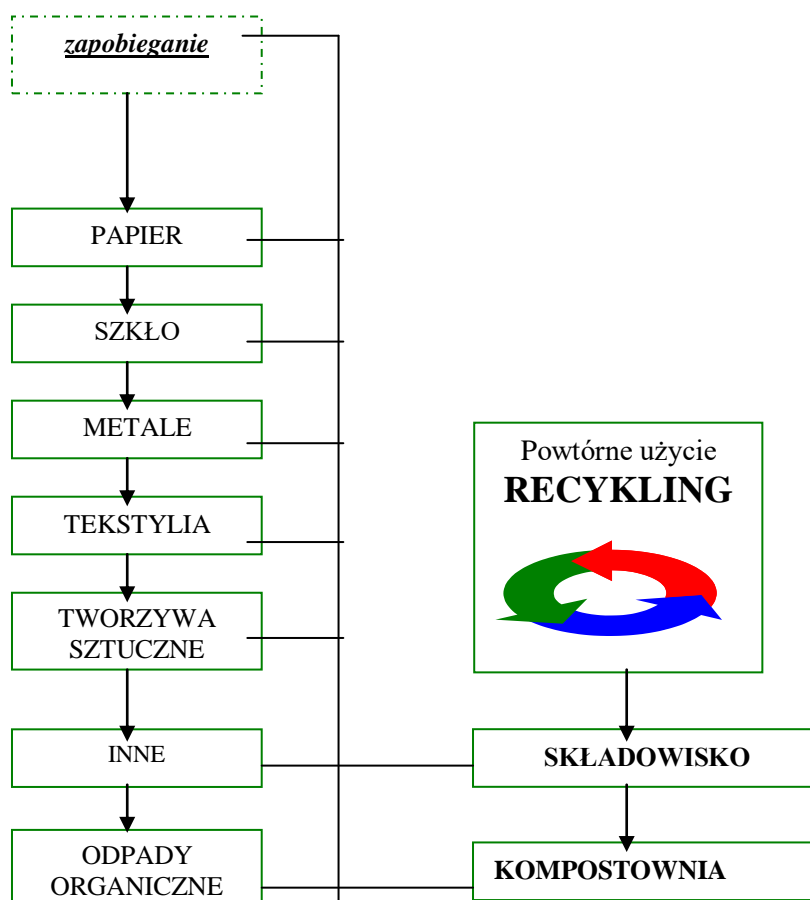 zapobieganie
PAPIER
SZKŁO
METALE
TEKSTYLIA
TWORZYWA
SZTUCZNE
INNE
ODPADY
ORGANICZNE
Powtórne użycie
RECYKLING
SKŁADOWISKO
KOMPOSTOWNIA